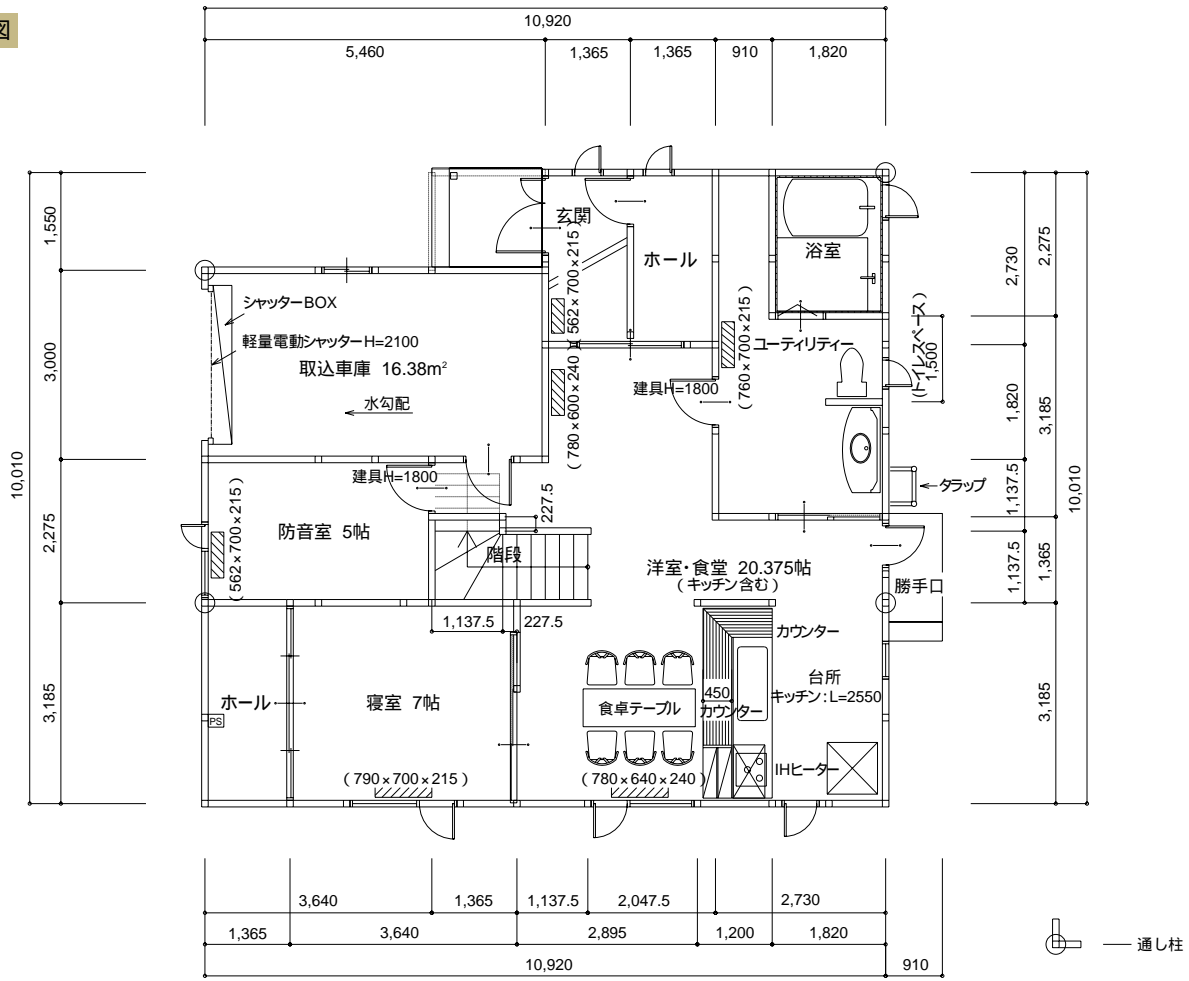 図
10,920
5,460
1,365
1,365
910
1,820
10,010
1,550
3,000
2,275
3,185
2,730
1,820
1,137.5
1,137.5
2,275
3,185
1,365
3,185
10,010
玄関
ホール
浴室
(562×700×215)
シャッターBOX
軽量電動シャッターH=2100
取込車庫 16.38m²
水勾配
(780×600×240)
(760×700×215)
ユーティリティー
(トイレスペース)
1,500
建具H=1800
タラップ
建具H=1800
防音室 5帖
(562×700×215)
227.5
階段
洋室・食堂 20.375帖
(キッチン含む)
勝手口
1,137.5
227.5
カウンター
台所
キッチン:L=2550
450
カウンター
食卓テーブル
ホール
PS
寝室 7帖
IHヒーター
(790×700×215)
(780×640×240)
3,640
1,365
1,137.5
2,047.5
2,730
1,365
3,640
2,895
1,200
1,820
10,920
910
通し柱